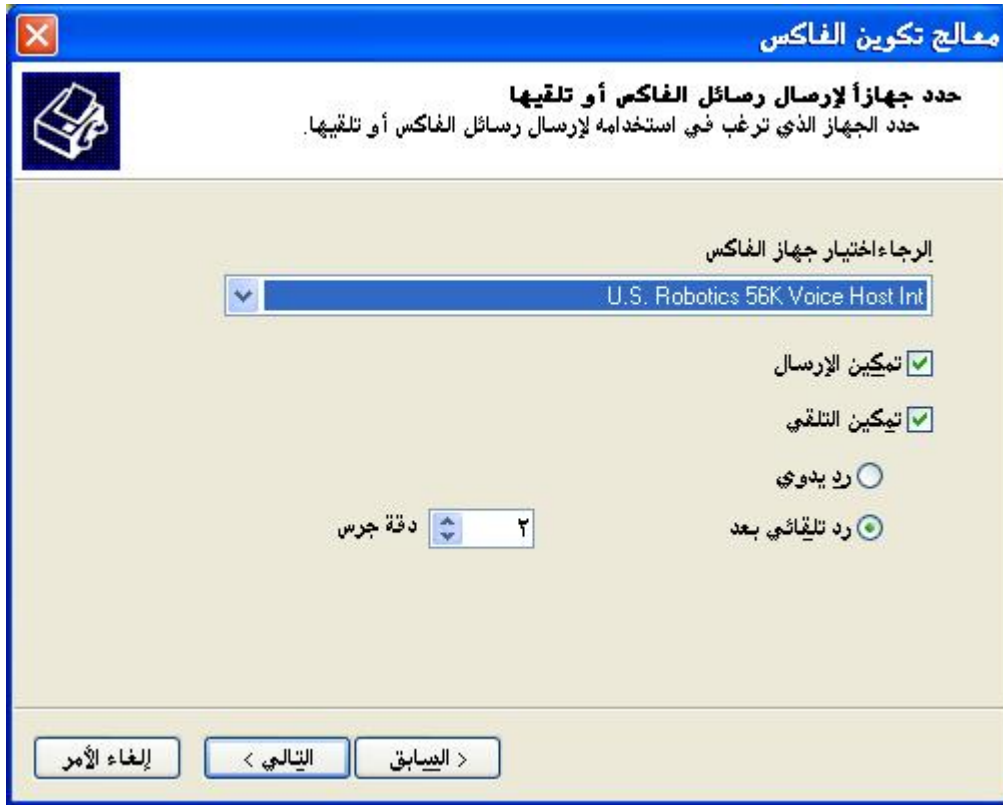 معالج تكوين الفاكس
حدد جهازاً لإرسال رسائل الفاكس أو تلقيها
حدد الجهاز الذي ترغب في استخدامه لإرسال رسائل الفاكس أو تلقيها.
الرجاءاختيار جهاز الفاكس
U.S. Robotics 56K Voice Host Int
تمكين الإرسال
تمكين التلقي
رد يدوي
رد تلقائي بعد ٢ دقة جرس
< السابق التالي > إلغاء الأمر